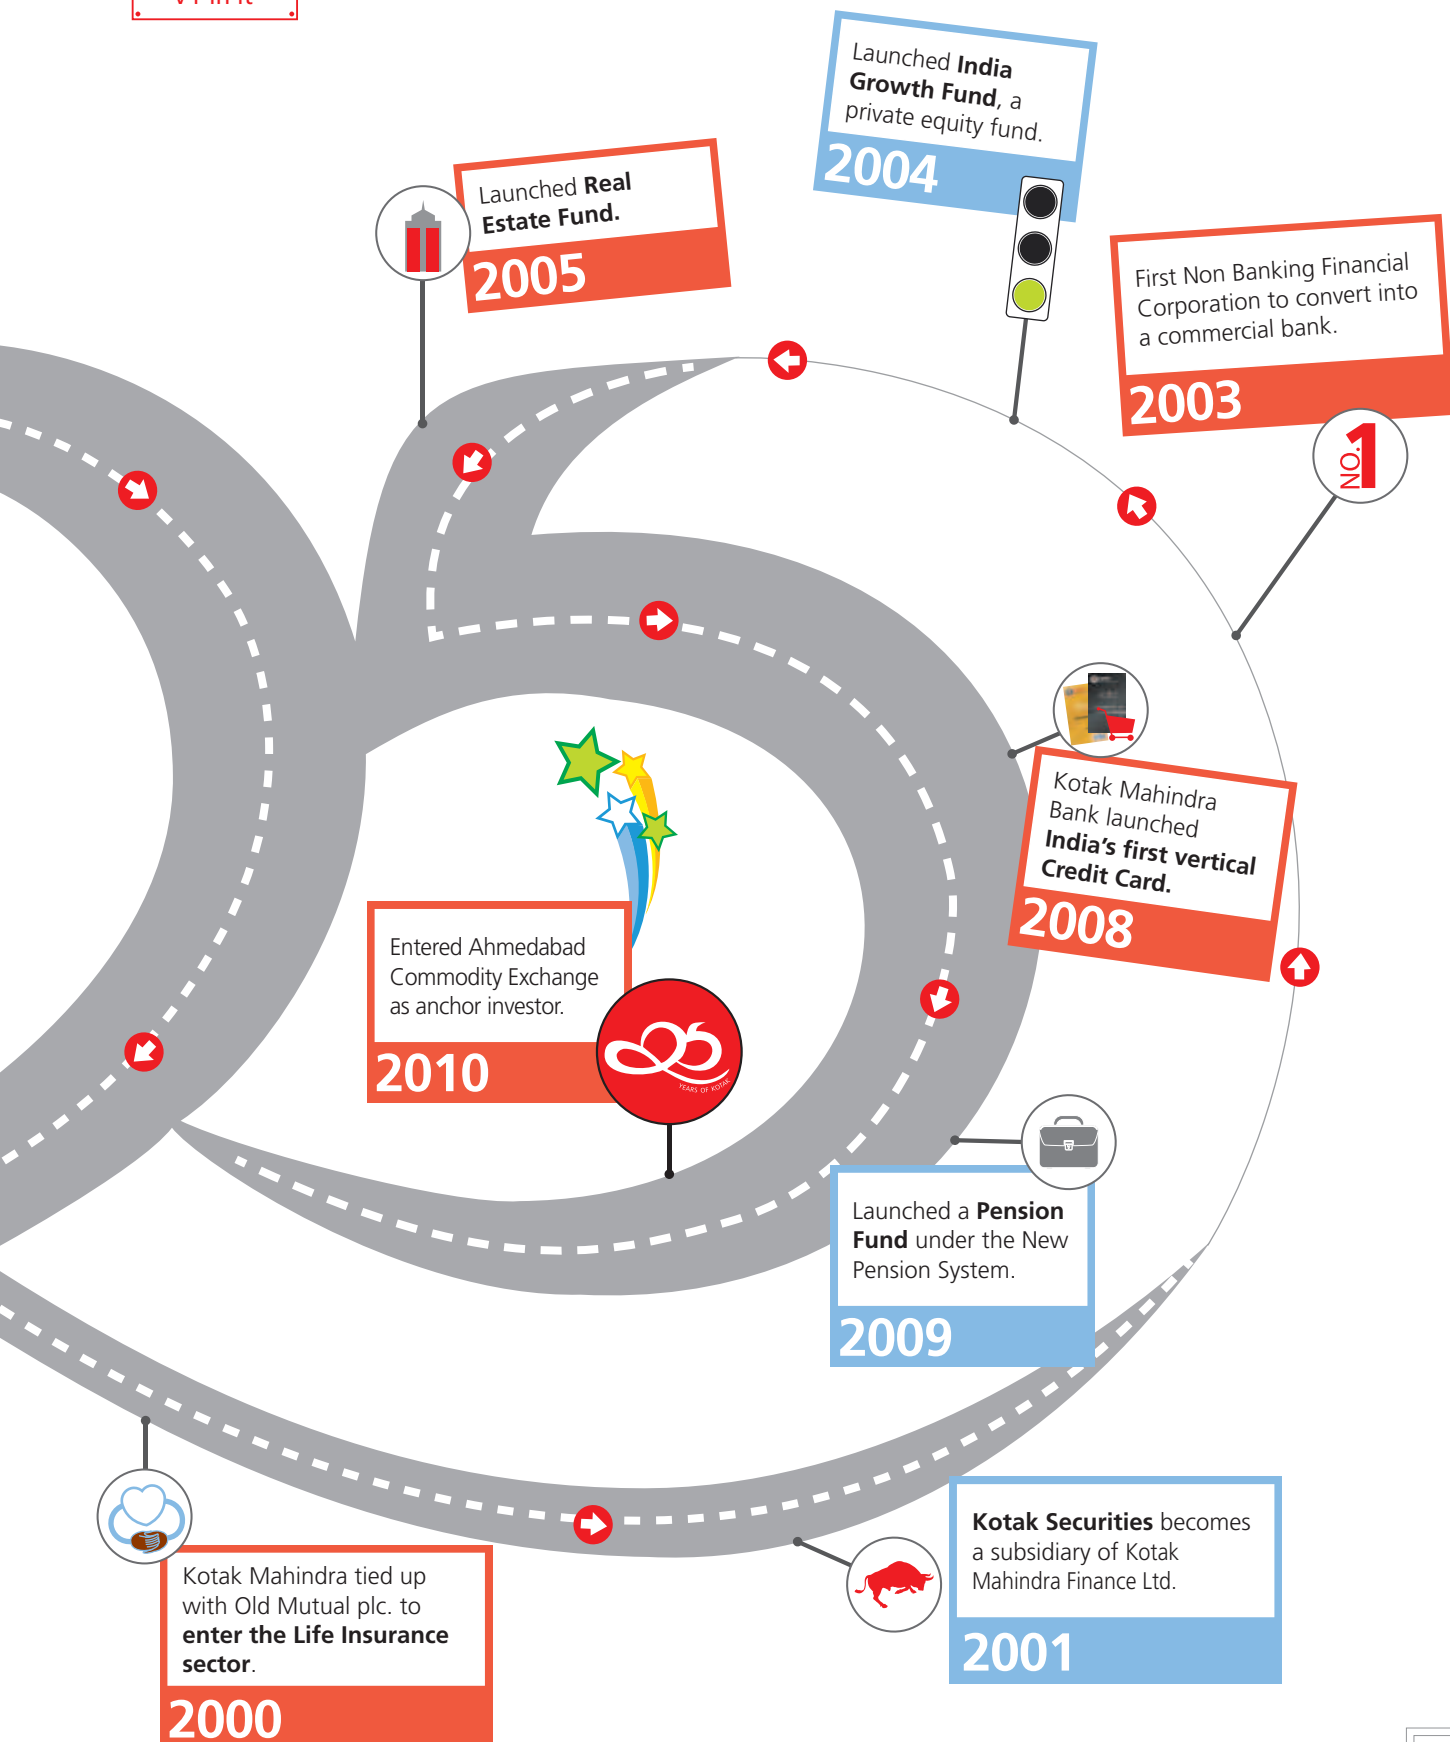 Launched India
Growth Fund, a
private equity fund.
2004
Launched Real
Estate Fund.
2005
First Non Banking Financial
Corporation to convert into
a commercial bank.
2003
NO.1
Kotak Mahindra
Bank launched
India's first vertical
Credit Card.
2008
Entered Ahmedabad
Commodity Exchange
as anchor investor.
2010
25
YEARS OF KOTAK
Launched a Pension
Fund under the New
Pension System.
2009
Kotak Securities becomes
a subsidiary of Kotak
Mahindra Finance Ltd.
2001
Kotak Mahindra tied up
with Old Mutual plc. to
enter the Life Insurance
sector.
2000